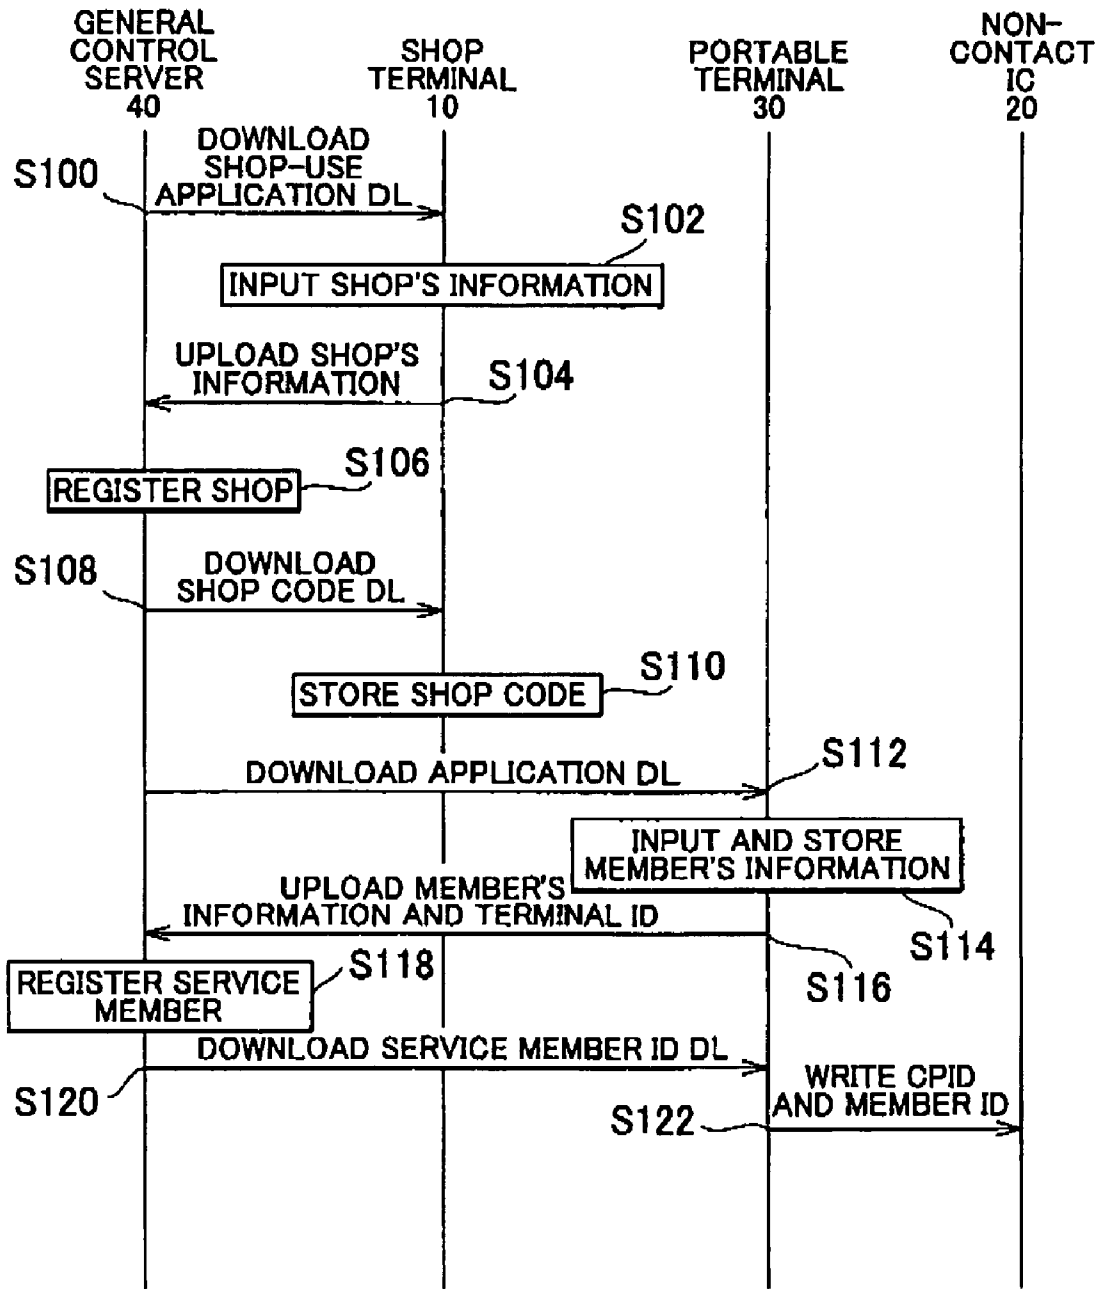 GENERAL
CONTROL
SERVER
40
SHOP
TERMINAL
10
PORTABLE
TERMINAL
30
NON-
CONTACT
IC
20
DOWNLOAD
SHOP-USE
APPLICATION DL
S100
S102
INPUT SHOP'S INFORMATION
UPLOAD SHOP'S
INFORMATION
S104
S106
REGISTER SHOP
DOWNLOAD
SHOP CODE DL
S108
S110
STORE SHOP CODE
S112
DOWNLOAD APPLICATION DL
INPUT AND STORE
MEMBER'S INFORMATION
UPLOAD MEMBER'S
INFORMATION AND TERMINAL ID
S114
S116
S118
REGISTER SERVICE
MEMBER
DOWNLOAD SERVICE MEMBER ID DL
S120
WRITE CPID
AND MEMBER ID
S122